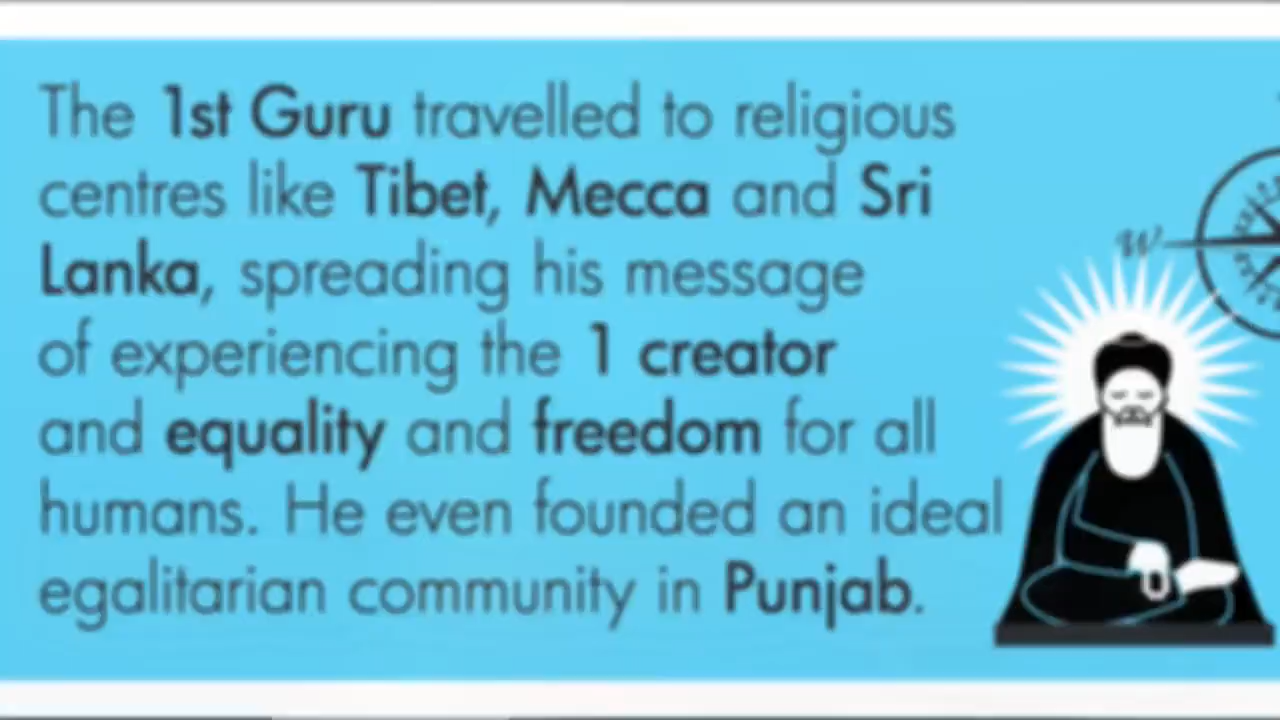 The 1st Guru travelled to religious
centres like Tibet, Mecca and Sri
Lanka, spreading his message
of experiencing the 1 creator
and equality and freedom for all
humans. He even founded an ideal
egalitarian community in Punjab.
W